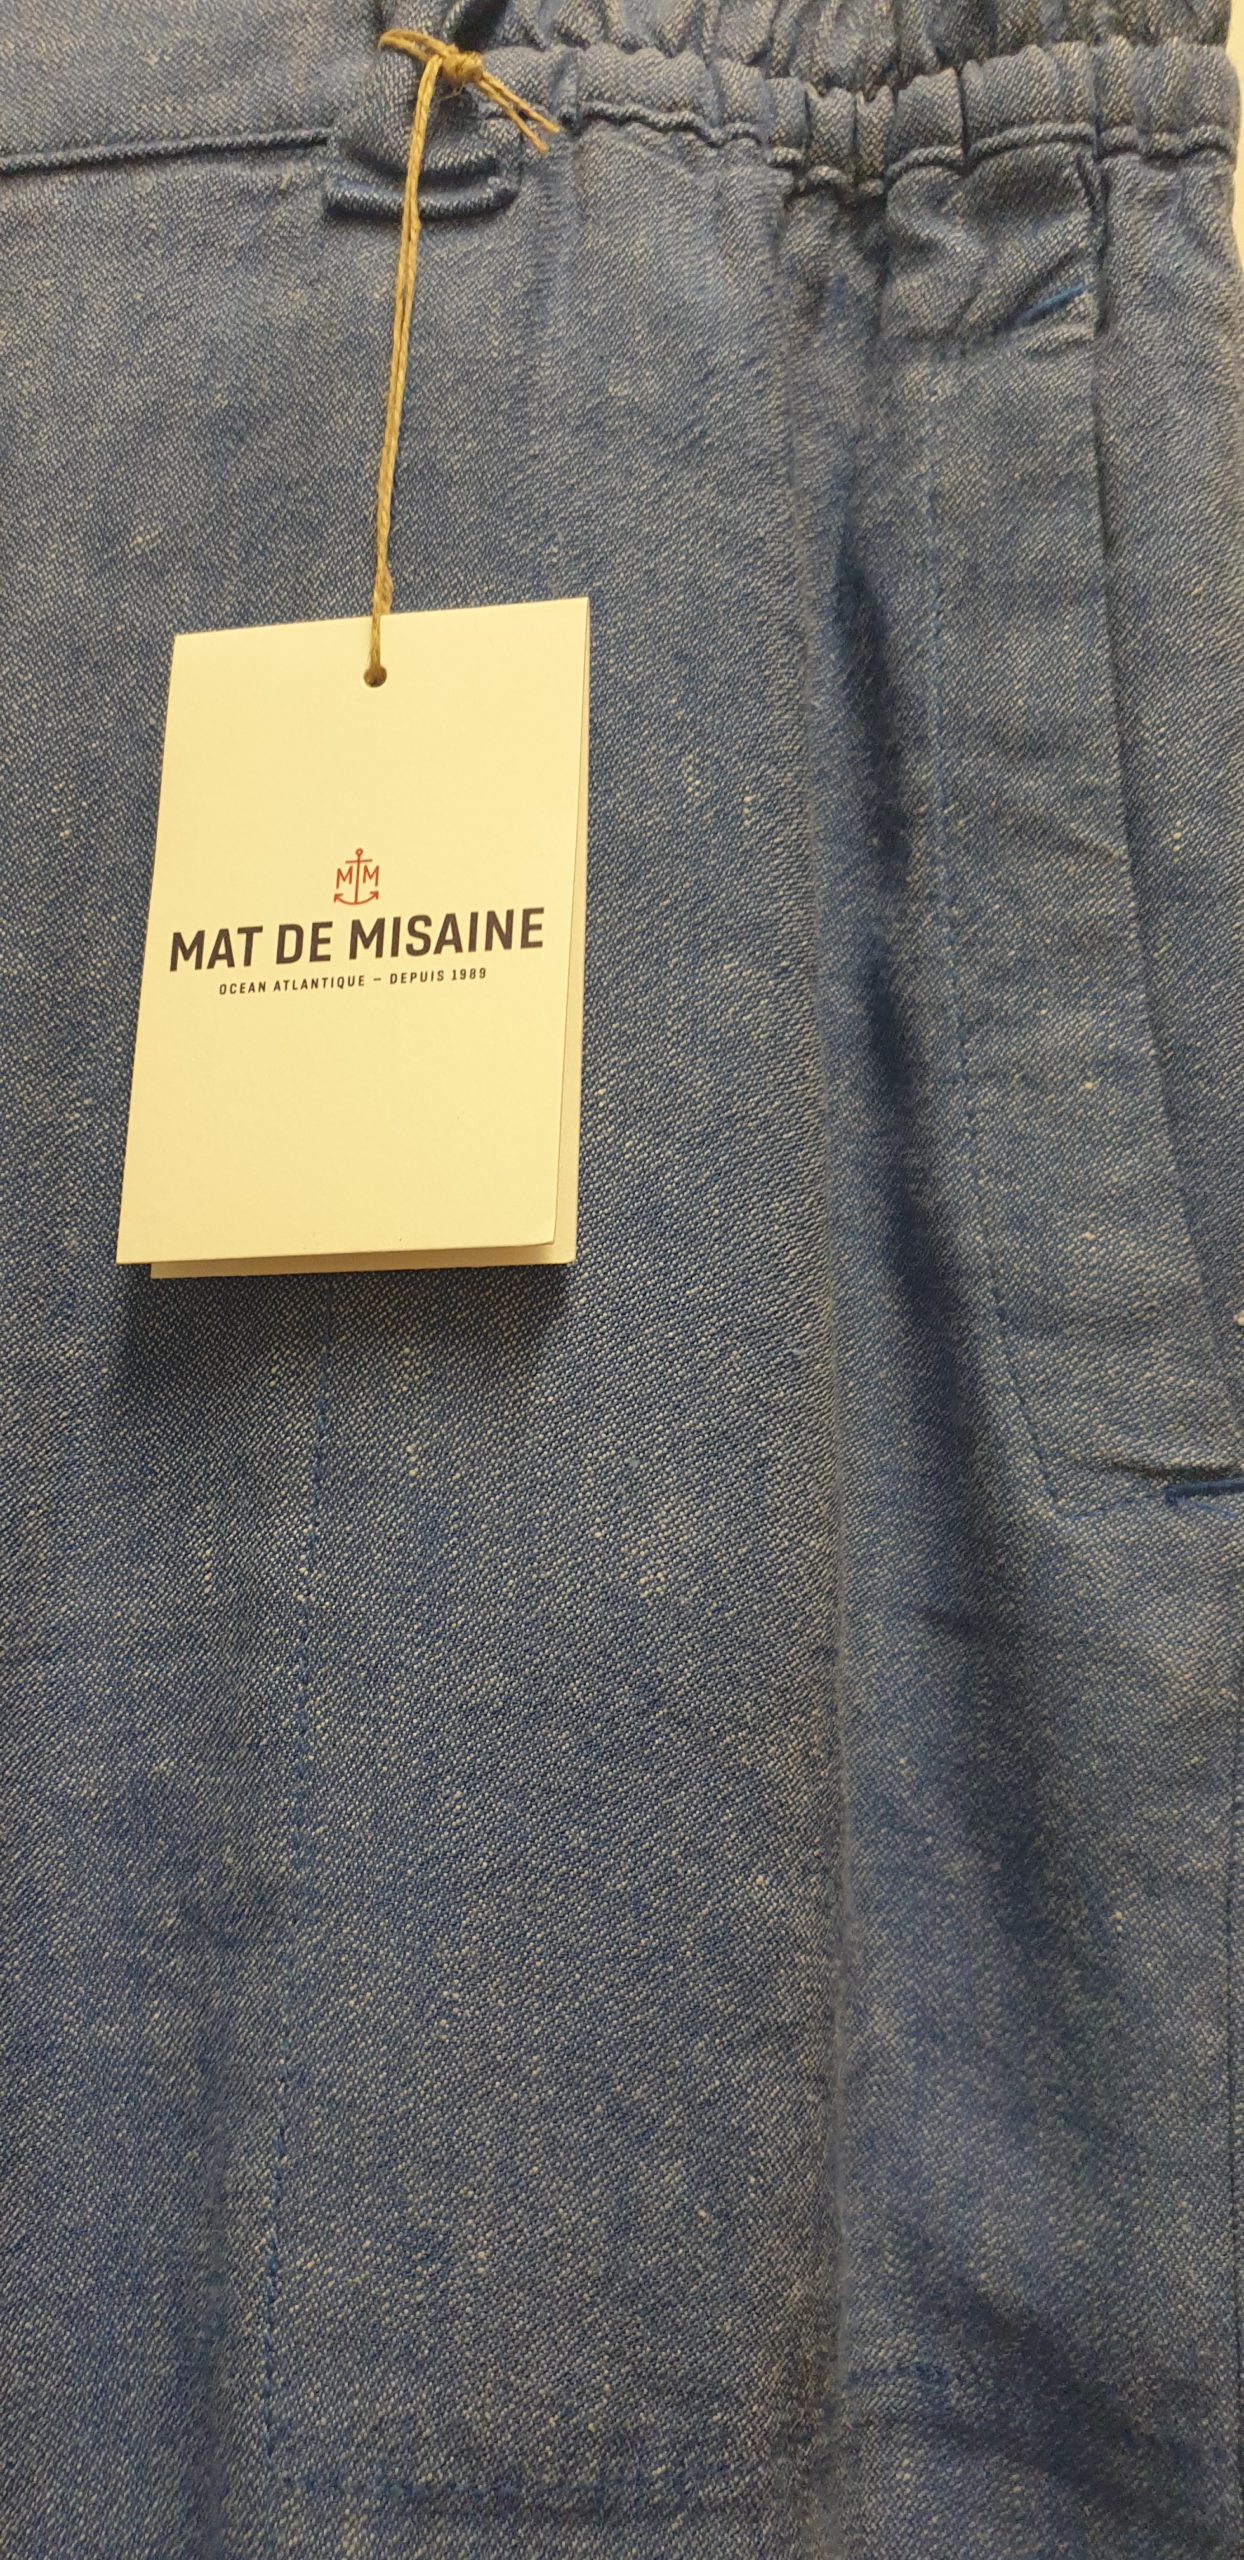 MM
MAT DE MISAINE
OCEAN ATLANTIQUE – DEPUIS 1989